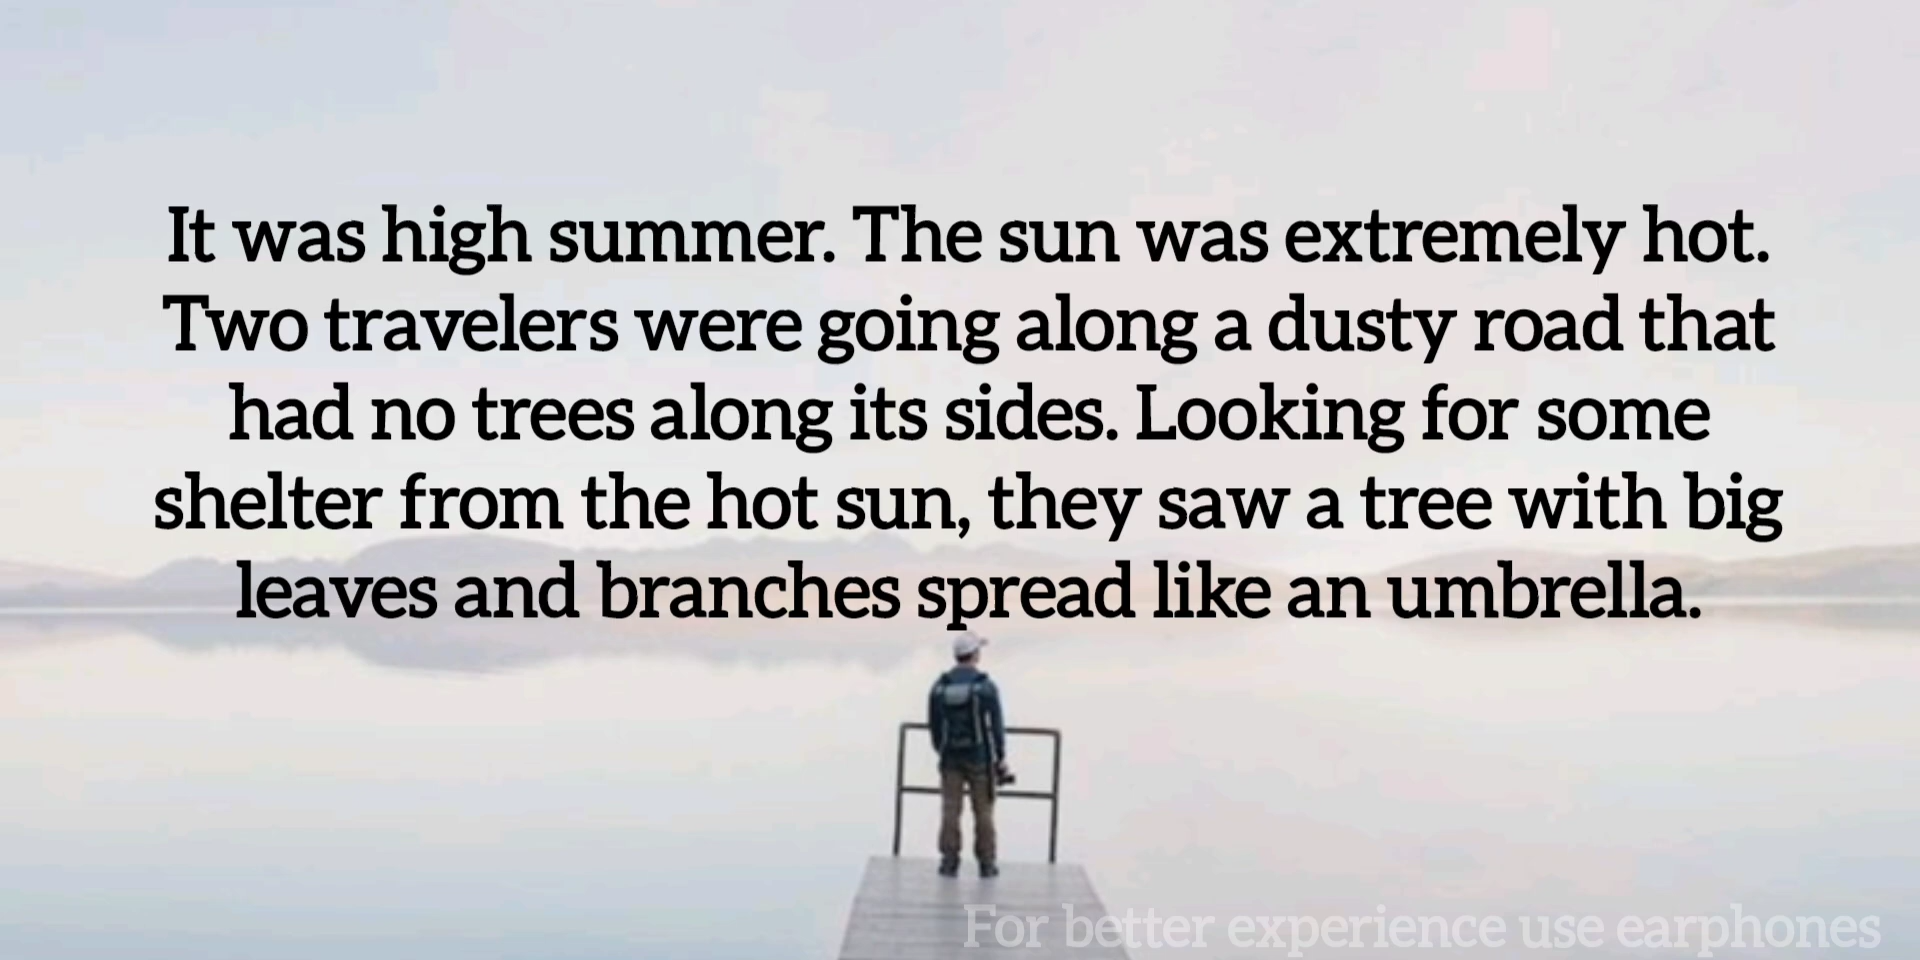 It was high summer. The sun was extremely hot.
Two travelers were going along a dusty road that
had no trees along its sides. Looking for some
shelter from the hot sun, they saw a tree with big
leaves and branches spread like an umbrella.
For better experience use earphones